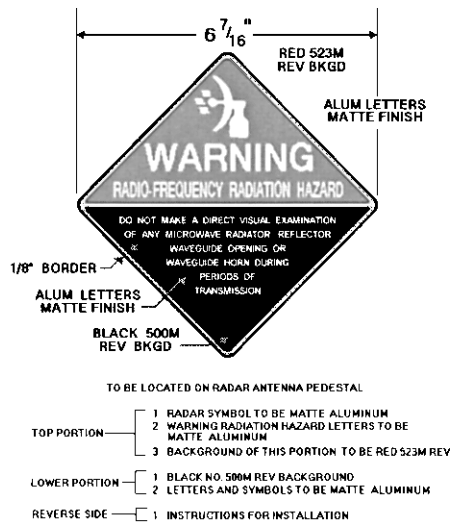 6 7/16"
RED 523M
REV BKGD
ALUM LETTERS
MATTE FINISH
WARNING
RADIO-FREQUENCY RADIATION HAZARD
DO NOT MAKE A DIRECT VISUAL EXAMINATION
OF ANY MICROWAVE RADIATOR REFLECTOR
WAVEGUIDE OPENING OR
WAVEGUIDE HORN DURING
PERIODS OF
TRANSMISSION
1/8" BORDER
ALUM LETTERS
MATTE FINISH
BLACK 500M
REV BKGD
TO BE LOCATED ON RADAR ANTENNA PEDESTAL
TOP PORTION
1 RADAR SYMBOL TO BE MATTE ALUMINUM
2 WARNING RADIATION HAZARD LETTERS TO BE
MATTE ALUMINUM
3 BACKGROUND OF THIS PORTION TO BE RED 523M REV
LOWER PORTION
1 BLACK NO. 500M REV BACKGROUND
2 LETTERS AND SYMBOLS TO BE MATTE ALUMINUM
REVERSE SIDE
1 INSTRUCTIONS FOR INSTALLATION